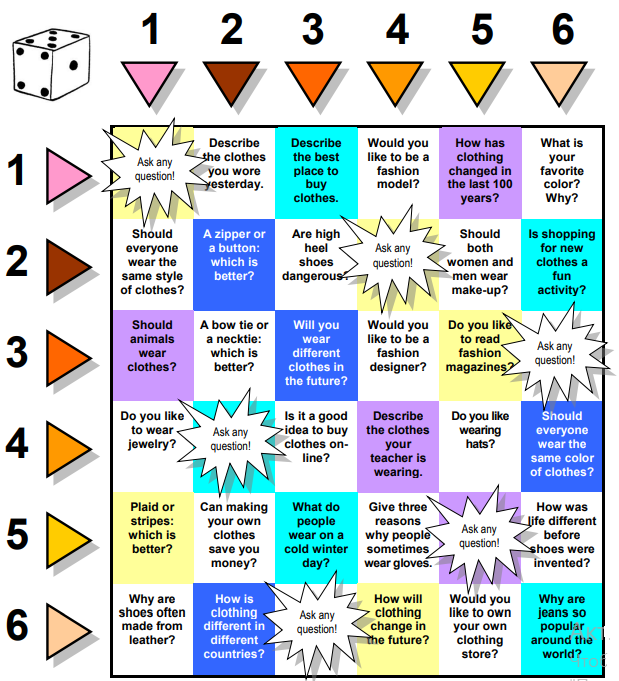 1 2 3 4 5 6
1
Ask any
question!
Describe
the clothes
you wore
yesterday.
Describe
the best
place to
buy
clothes.
Would you
like to be a
fashion
model?
How has
clothing
changed in
the last 100
years?
What is
your
favorite
color?
Why?
2
Should
everyone
wear the
same style
of clothes?
A zipper or
a button:
which is
better?
Are high
heel
shoes
dangerous?
Ask any
question!
Should
both
women and
men wear
make-up?
Is shopping
for new
clothes a
fun
activity?
3
Should
animals
wear
clothes?
A bow tie or
a necktie:
which is
better?
Will you
wear
different
clothes in
the future?
Would you
like to be a
fashion
designer?
Do you like
to read
fashion
magazines?
Ask any
question!
4
Do you like
to wear
jewelry?
Ask any
question!
Is it a good
idea to buy
clothes on-
line?
Describe
the clothes
your
teacher is
wearing.
Do you like
wearing
hats?
Should
everyone
wear the
same color
of clothes?
5
Plaid or
stripes:
which is
better?
Can making
your own
clothes
save you
money?
What do
people
wear on a
cold winter
day?
Give three
reasons
why people
sometimes
wear gloves.
Ask any
question!
How was
life different
before
shoes were
invented?
6
Why are
shoes often
made from
leather?
How is
clothing
different in
different
countries?
Ask any
question!
How will
clothing
change in
the future?
Would you
like to own
your own
clothing
store?
Why are
jeans so
popular
around the
world?